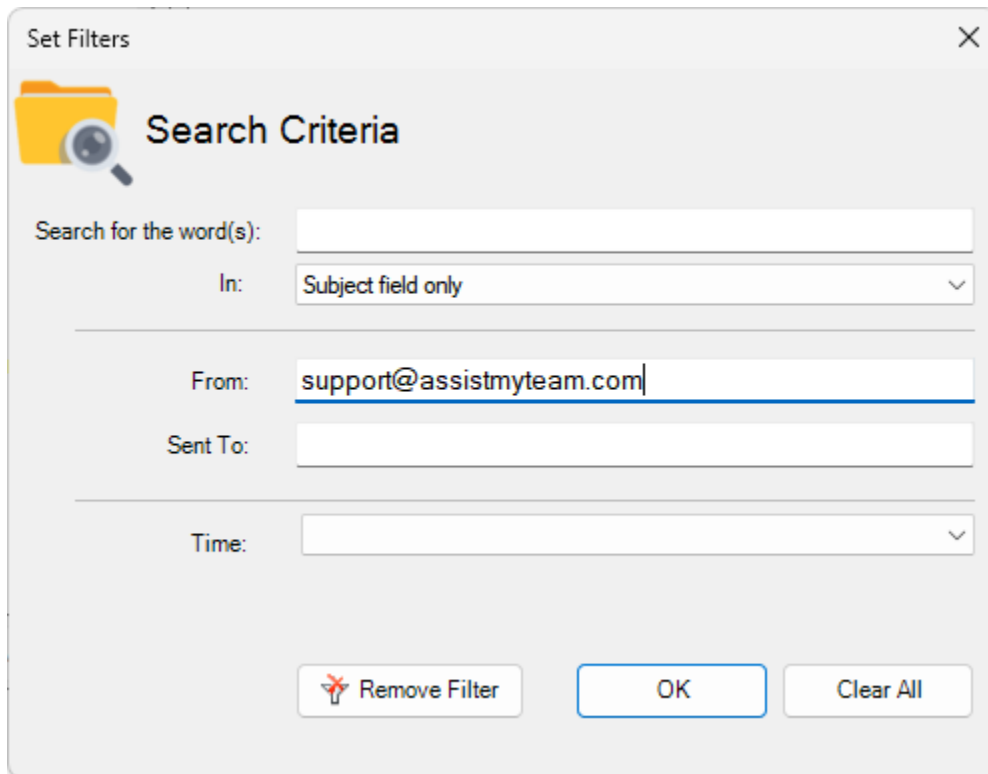 Set Filters
Search Criteria
Search for the word(s):
In: Subject field only
From: support@assistmyteam.com
Sent To:
Time:
Remove Filter OK Clear All